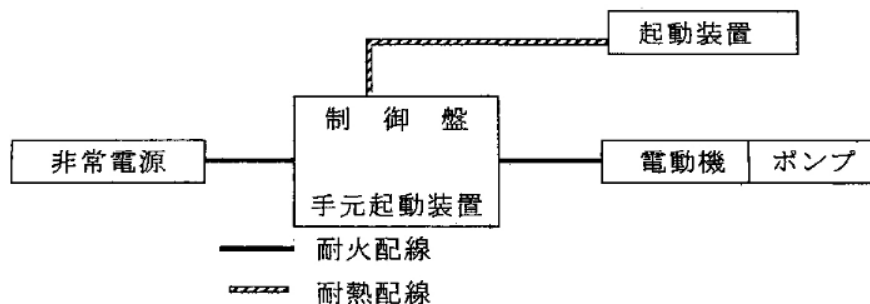 起動装置
制御盤
非常電源
電動機
ポンプ
手元起動装置
耐火配線
耐熱配線